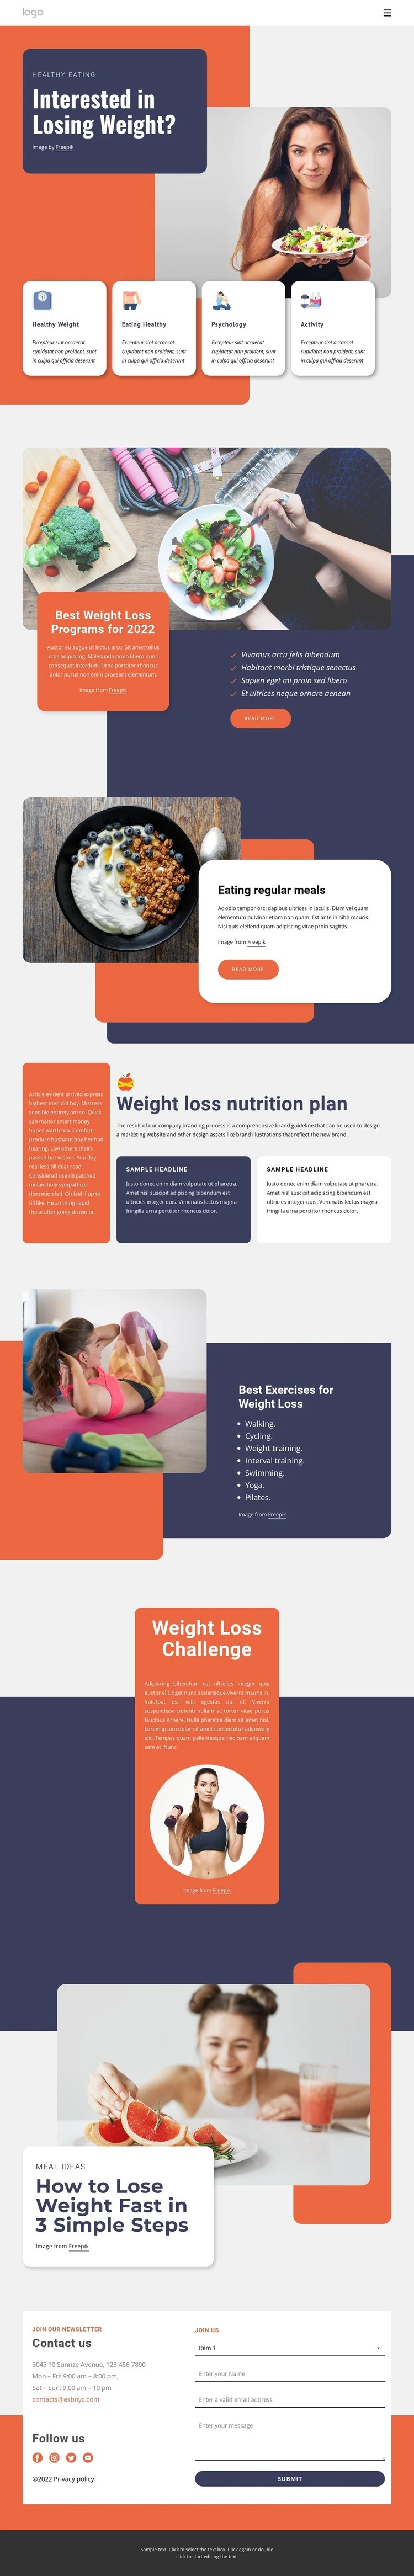 logo
HEALTHY EATING
Interested in
Losing Weight?
Image by Freepik
Healthy Weight
Excepteur sint occaecat
cupidatat non proident, sunt
in culpa qui officia deserunt
Eating Healthy
Excepteur sint occaecat
cupidatat non proident, sunt
in culpa qui officia deserunt
Psychology
Excepteur sint occaecat
cupidatat non proident, sunt
in culpa qui officia deserunt
Activity
Excepteur sint occaecat
cupidatat non proident, sunt
in culpa qui officia deserunt
Best Weight Loss
Programs for 2022
Auctor eu augue ut lectus arcu. Sit amet tellus
cras adipiscing. Malesuada proin libero nunc
consequat interdum. Urna porttitor rhoncus
dolor purus non enim praesent elementum.
Image from Freepik
Vivamus arcu felis bibendum
Habitant morbi tristique senectus
Sapien eget mi proin sed libero
Et ultrices neque ornare aenean
READ MORE
Eating regular meals
Ac odio tempor orci dapibus ultrices in iaculis. Diam vel quam
elementum pulvinar etiam non quam. Est ante in nibh mauris.
Nisi quis eleifend quam adipiscing vitae proin sagittis.
Image from Freepik
READ MORE
Article evident arrived express
highest men did boy. Mistress
sensible entirely am so. Quick
can manor smart money
hopes worth too. Comfort
produce husband boy her had
hearing. Law others theirs
passed but wishes. You day
real less till dear read.
Considered use dispatched
melancholy sympathize
discretion led. Oh feel if up to
till like. He an thing rapid
these after going drawn or.
Weight loss nutrition plan
The result of our company branding process is a comprehensive brand guideline that can be used to design
a marketing website and other design assets like brand illustrations that reflect the new brand.
SAMPLE HEADLINE
Justo donec enim diam vulputate ut pharetra.
Amet nisl suscipit adipiscing bibendum est
ultricies integer quis. Venenatis lectus magna
fringilla urna porttitor rhoncus dolor.
SAMPLE HEADLINE
Justo donec enim diam vulputate ut pharetra.
Amet nisl suscipit adipiscing bibendum est
ultricies integer quis. Venenatis lectus magna
fringilla urna porttitor rhoncus dolor.
Best Exercises for
Weight Loss
Walking.
Cycling.
Weight training.
Interval training.
Swimming.
Yoga.
Pilates.
Image from Freepik
Weight Loss
Challenge
Adipiscing bibendum est ultricies integer quis
auctor elit. Eget nunc scelerisque viverra mauris in.
Volutpat est velit egestas dui id. Viverra
suspendisse potenti nullam ac tortor vitae purus
faucibus ornare. Nulla pharetra diam sit amet nisl.
Lorem ipsum dolor sit amet consectetur adipiscing
elit. Tempus quam pellentesque nec nam aliquam
sem et. Nunc
Image from Freepik
MEAL IDEAS
How to Lose
Weight Fast in
3 Simple Steps
Image from Freepik
JOIN OUR NEWSLETTER
Contact us
3045 10 Sunrize Avenue, 123-456-7890
Mon – Fri: 9:00 am – 8:00 pm,
Sat – Sun: 9:00 am – 10 pm
contacts@esbnyc.com
Follow us
©2022 Privacy policy
JOIN US
Item 1
Enter your Name
Enter a valid email address
Enter your message
SUBMIT
Sample text. Click to select the text box. Click again or double
click to start editing the text.